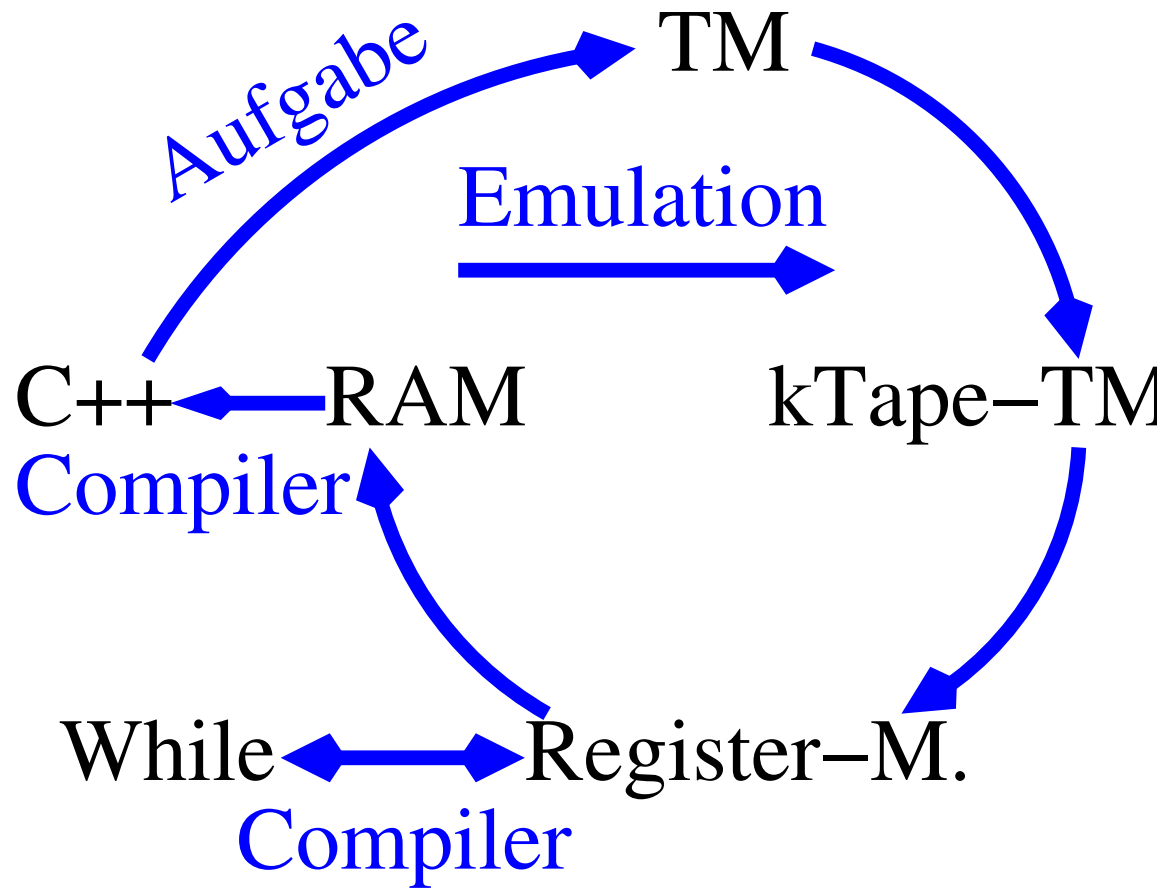 TM
Aufgabe
Emulation
C++ RAM kTape–TM
Compiler
While Register–M.
Compiler